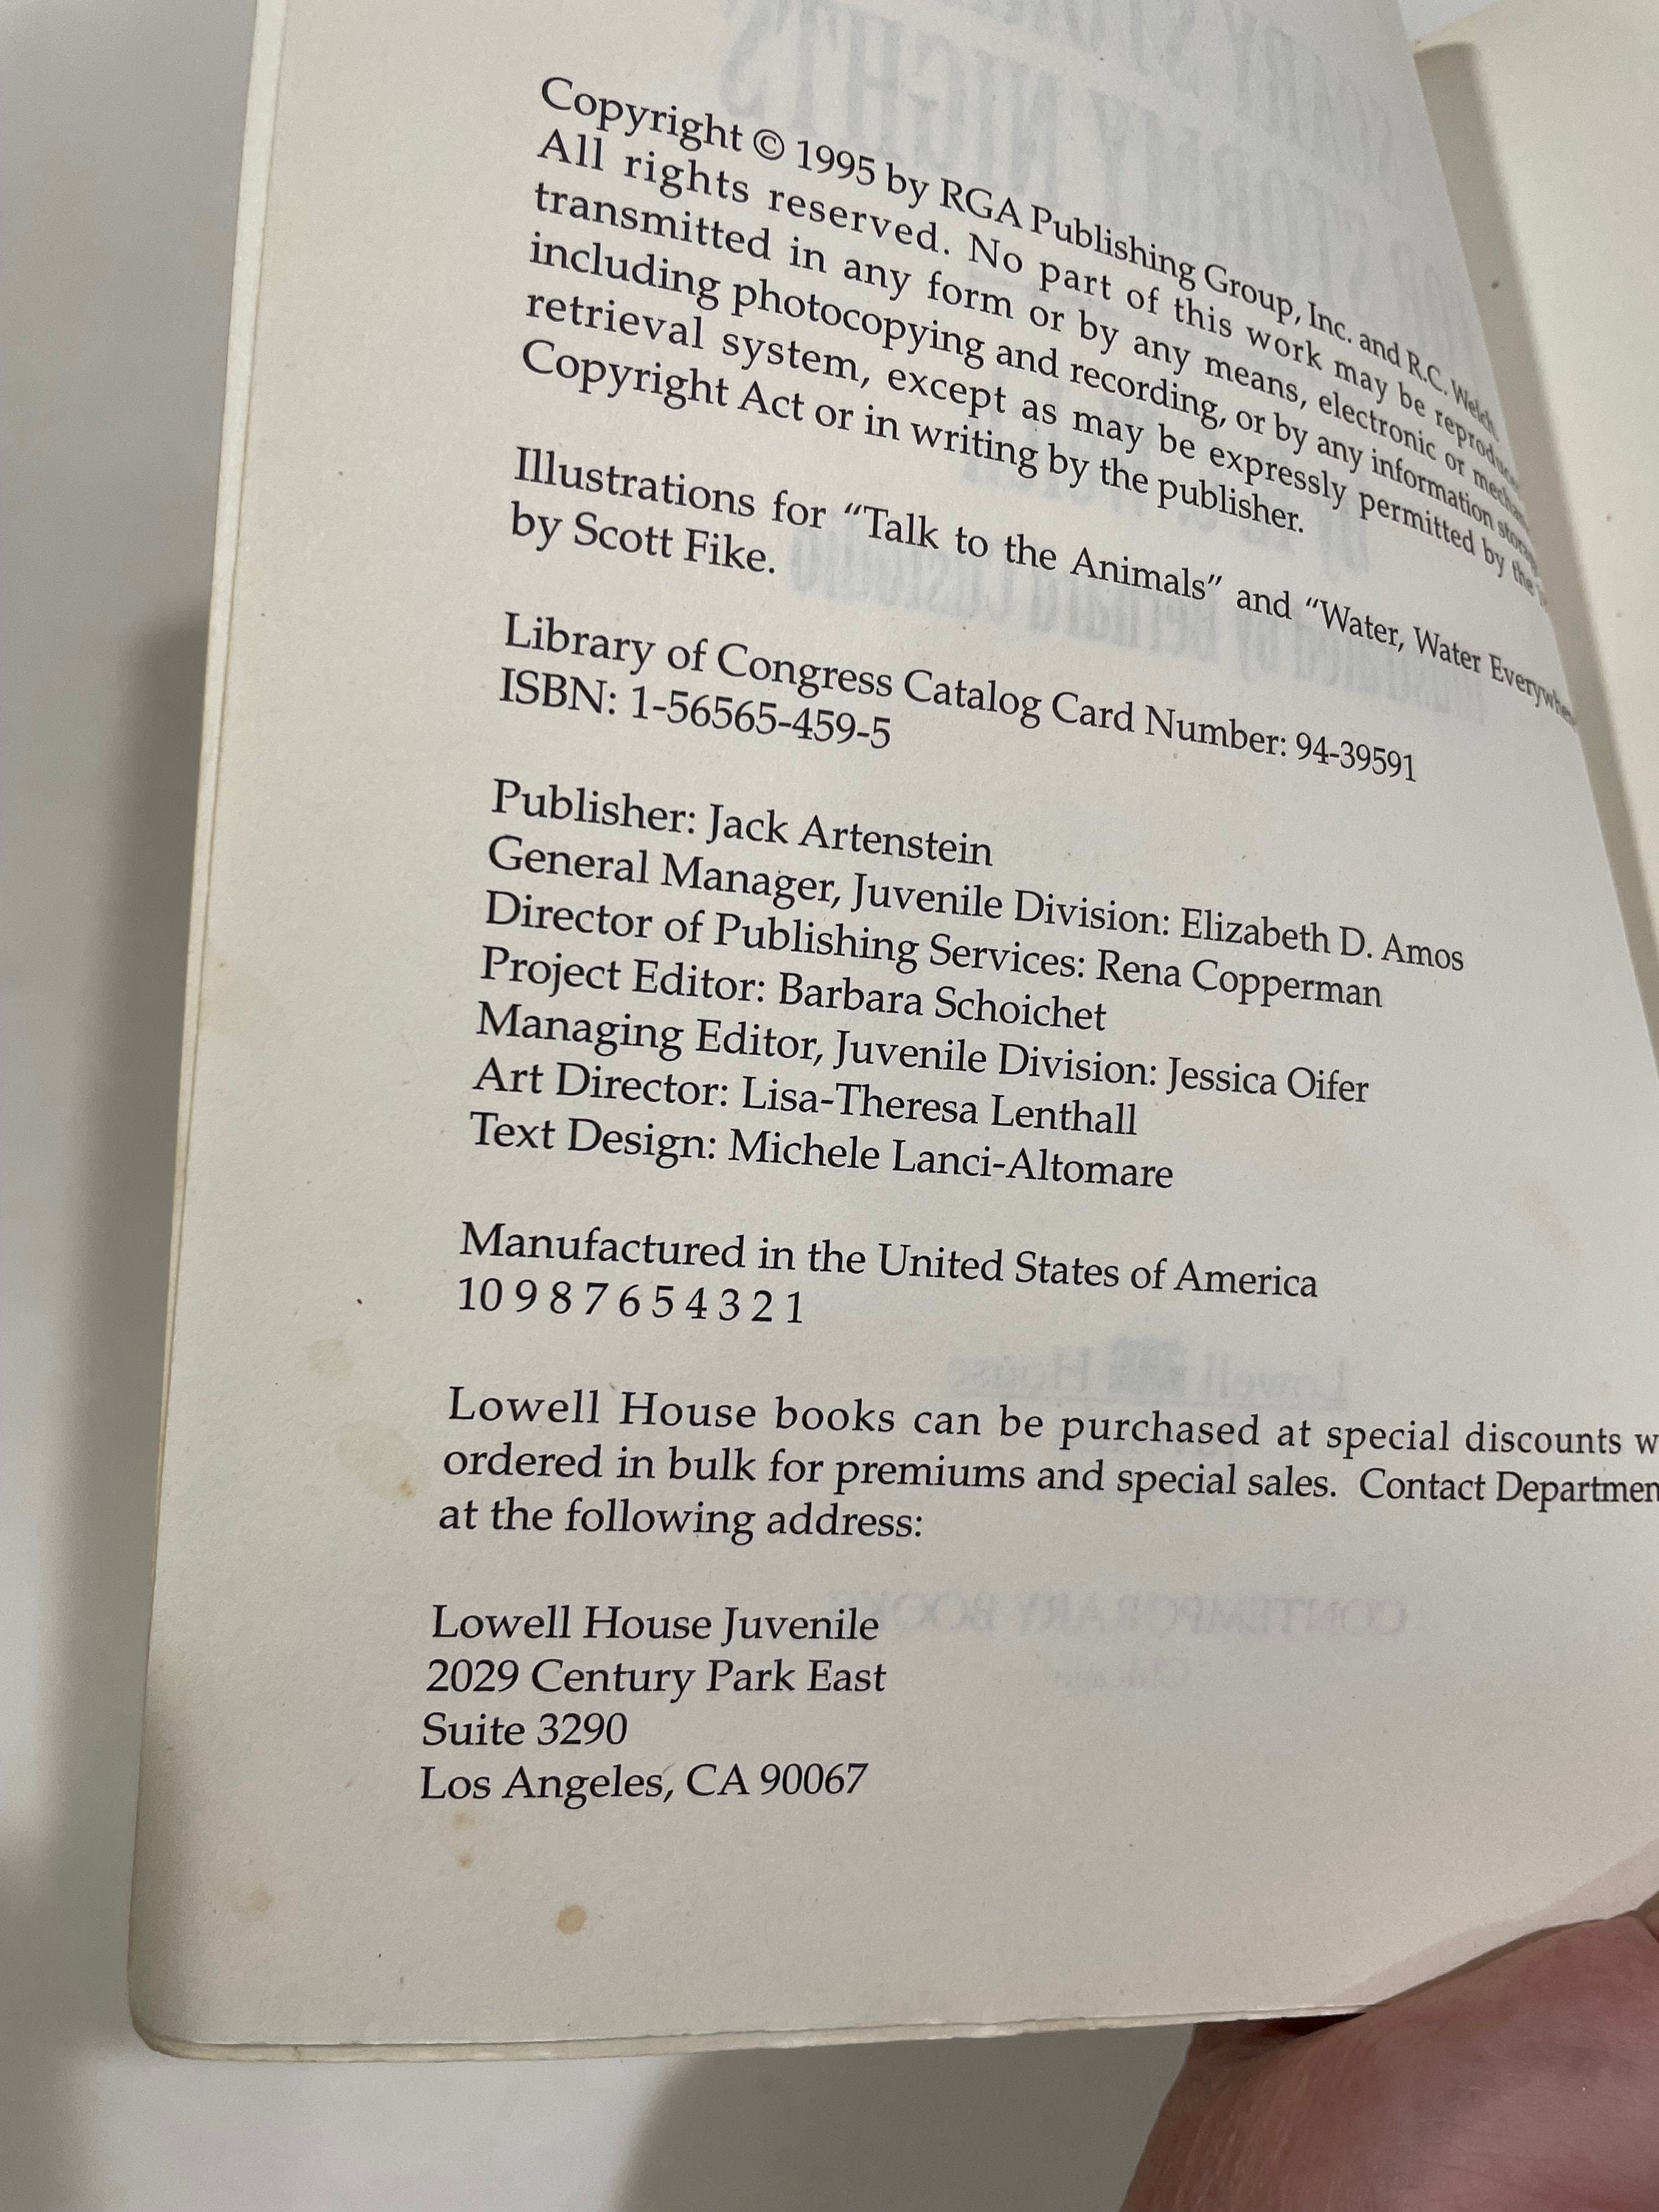 Copyright © 1995 by RGA Publishing Group, Inc. and R.C. Welch.
All rights reserved. No part of this work may be
transmitted in any form or by any means, electronic or
including photocopying and recording, or by any information
retrieval system, except as may be expressly permitted by the
Copyright Act or in writing by the publisher.
Illustrations for “Talk to the Animals” and “Water, Water
by Scott Fike.
Library of Congress Catalog Card Number: 94-39591
ISBN: 1-56565-459-5
Publisher: Jack Artenstein
General Manager, Juvenile Division: Elizabeth D. Amos
Director of Publishing Services: Rena Copperman
Project Editor: Barbara Schoichet
Managing Editor, Juvenile Division: Jessica Oifer
Art Director: Lisa-Theresa Lenthall
Text Design: Michele Lanci-Altomare
Manufactured in the United States of America
10 9 8 7 6 5 4 3 2 1
Lowell House books can be purchased at special discounts
ordered in bulk for premiums and special sales. Contact
at the following address:
Lowell House Juvenile
2029 Century Park East
Suite 3290
Los Angeles, CA 90067